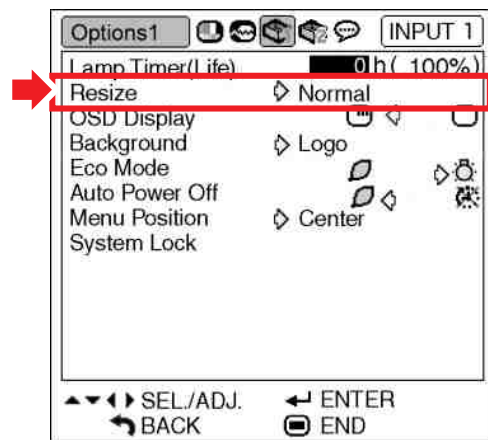 Options1 INPUT 1
Lamp Timer(Life) 0 h( 100%)
Resize Normal
OSD Display
Background Logo
Eco Mode
Auto Power Off
Menu Position Center
System Lock
SEL./ADJ. ENTER
BACK END